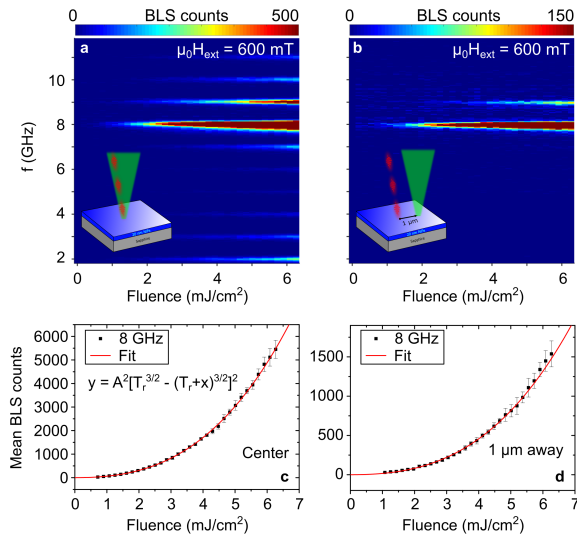 BLS counts
0 500
BLS counts
0 150
a
μ₀Hₑₓₜ = 600 mT
b
μ₀Hₑₓₜ = 600 mT
f (GHz)
10
8
6
4
2
Sapphire
1 μm
Sapphire
0 2 4 6
Fluence (mJ/cm²)
0 2 4 6
Fluence (mJ/cm²)
Mean BLS counts
6000
5000
4000
3000
2000
1000
0
8 GHz
Fit
y = A²[Tᵣ³ᐟ² - (Tᵣ+x)³ᐟ²]²
Center
c
0 1 2 3 4 5 6 7
Fluence (mJ/cm²)
1500
1000
500
0
8 GHz
Fit
1 μm away
d
0 1 2 3 4 5 6 7
Fluence (mJ/cm²)